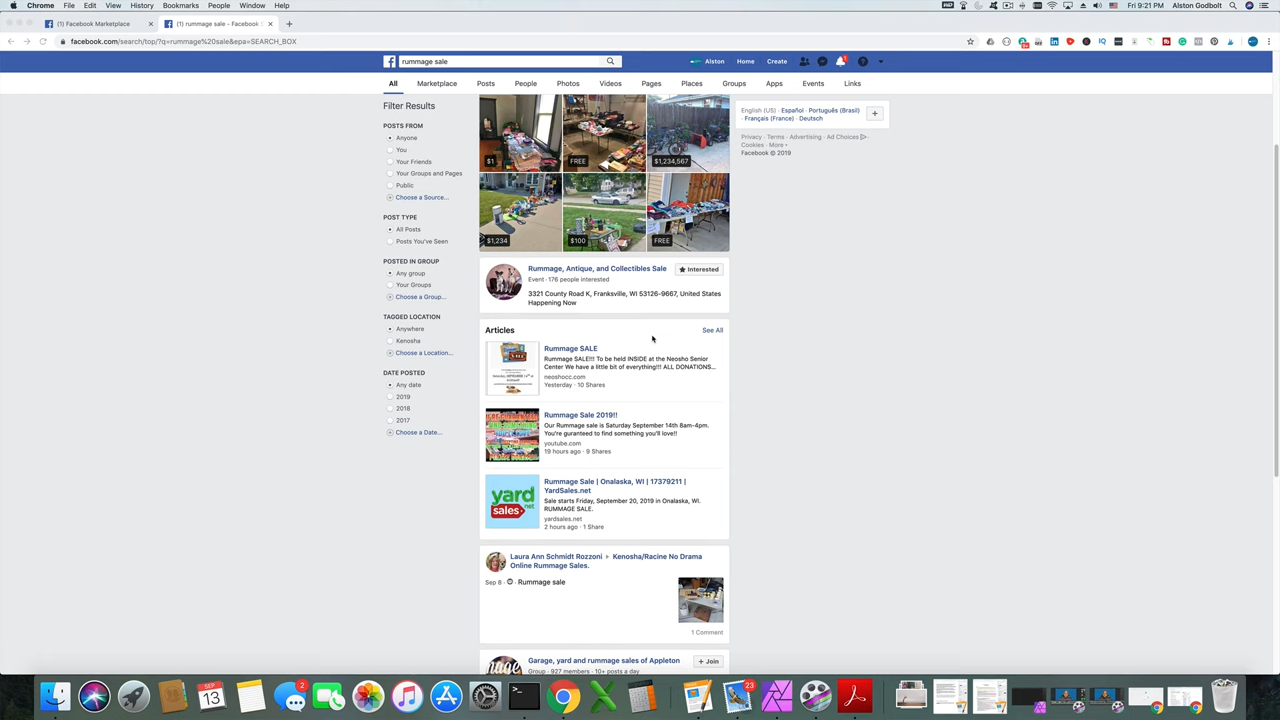 Chrome File Edit View History Bookmarks People Window Help
Fri 9:21 PM Alston Godbolt
(1) Facebook Marketplace
(1) rummage sale - Facebook S
facebook.com/search/top/?q=rummage%20sale&epa=SEARCH_BOX
rummage sale
Alston Home Create
All Marketplace Posts People Photos Videos Pages Places Groups Apps Events Links
Filter Results
POSTS FROM
Anyone
You
Your Friends
Your Groups and Pages
Public
Choose a Source...
POST TYPE
All Posts
Posts You've Seen
POSTED IN GROUP
Any group
Your Groups
Choose a Group...
TAGGED LOCATION
Anywhere
Kenosha
Choose a Location...
DATE POSTED
Any date
2019
2018
2017
Choose a Date...
$1 FREE $1,234,567
$1,234 $100 FREE
Rummage, Antique, and Collectibles Sale
Interested
Event · 176 people interested
3321 County Road K, Franksville, WI 53126-9667, United States
Happening Now
Articles
See All
Rummage SALE
Rummage SALE!!! To be held INSIDE at the Neosho Senior
Center We have a little bit of everything!!! ALL DONATIONS...
neoshocc.com
Yesterday · 10 Shares
Rummage Sale 2019!!
Our Rummage sale is Saturday September 14th 8am-4pm.
You're guranteed to find something you'll love!!
youtube.com
19 hours ago · 9 Shares
yard
sales.net
Rummage Sale | Onalaska, WI | 17379211 |
YardSales.net
Sale starts Friday, September 20, 2019 in Onalaska, WI.
RUMMAGE SALE.
yardsales.net
2 hours ago · 1 Share
Laura Ann Schmidt Rozzoni ▸ Kenosha/Racine No Drama
Online Rummage Sales.
Sep 8 · Rummage sale
1 Comment
Garage, yard and rummage sales of Appleton
+ Join
Group · 927 members · 10+ posts a day
English (US) · Español · Português (Brasil)
· Français (France) · Deutsch
Privacy · Terms · Advertising · Ad Choices
Cookies · More
Facebook © 2019
SEP
13
2
23